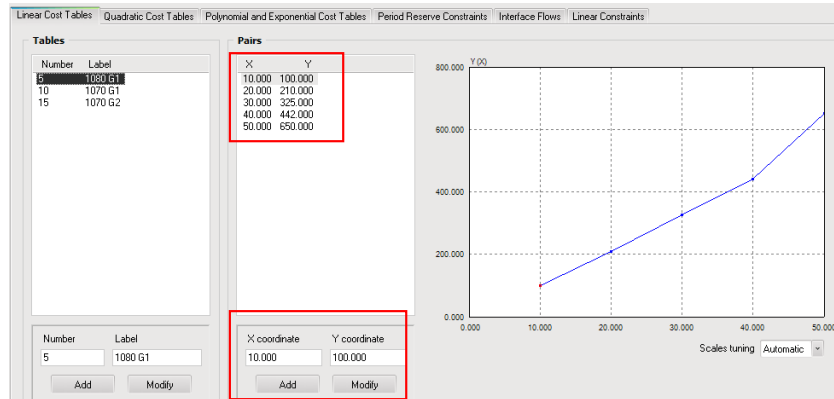 Linear Cost Tables Quadratic Cost Tables Polynomial and Exponential Cost Tables Period Reserve Constraints Interface Flows Linear Constraints
Tables
Number Label
5 1080 G1
10 1070 G1
15 1070 G2
Number Label
5 1080 G1
Add Modify
Pairs
X Y
10.000 100.000
20.000 210.000
30.000 325.000
40.000 442.000
50.000 650.000
X coordinate Y coordinate
10.000 100.000
Add Modify
Y (X)
800.000
600.000
400.000
200.000
0.000
0.000 10.000 20.000 30.000 40.000 50.000
Scales tuning Automatic